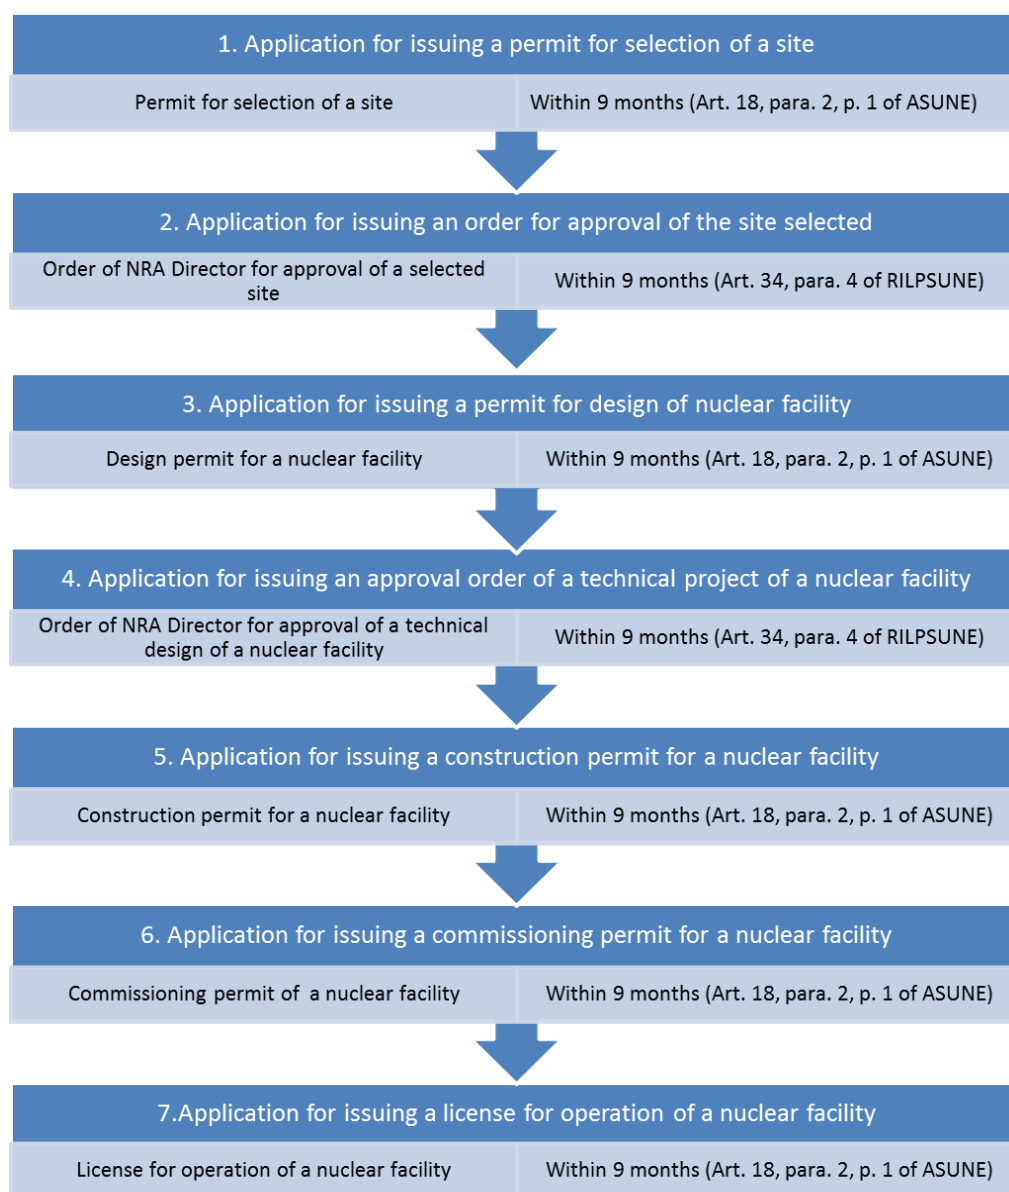 1. Application for issuing a permit for selection of a site
Permit for selection of a site
Within 9 months (Art. 18, para. 2, p. 1 of ASUNE)
2. Application for issuing an order for approval of the site selected
Order of NRA Director for approval of a selected
site
Within 9 months (Art. 34, para. 4 of RILPSUNE)
3. Application for issuing a permit for design of nuclear facility
Design permit for a nuclear facility
Within 9 months (Art. 18, para. 2, p. 1 of ASUNE)
4. Application for issuing an approval order of a technical project of a nuclear facility
Order of NRA Director for approval of a technical
design of a nuclear facility
Within 9 months (Art. 34, para. 4 of RILPSUNE)
5. Application for issuing a construction permit for a nuclear facility
Construction permit for a nuclear facility
Within 9 months (Art. 18, para. 2, p. 1 of ASUNE)
6. Application for issuing a commissioning permit for a nuclear facility
Commissioning permit of a nuclear facility
Within 9 months (Art. 18, para. 2, p. 1 of ASUNE)
7.Application for issuing a license for operation of a nuclear facility
License for operation of a nuclear facility
Within 9 months (Art. 18, para. 2, p. 1 of ASUNE)